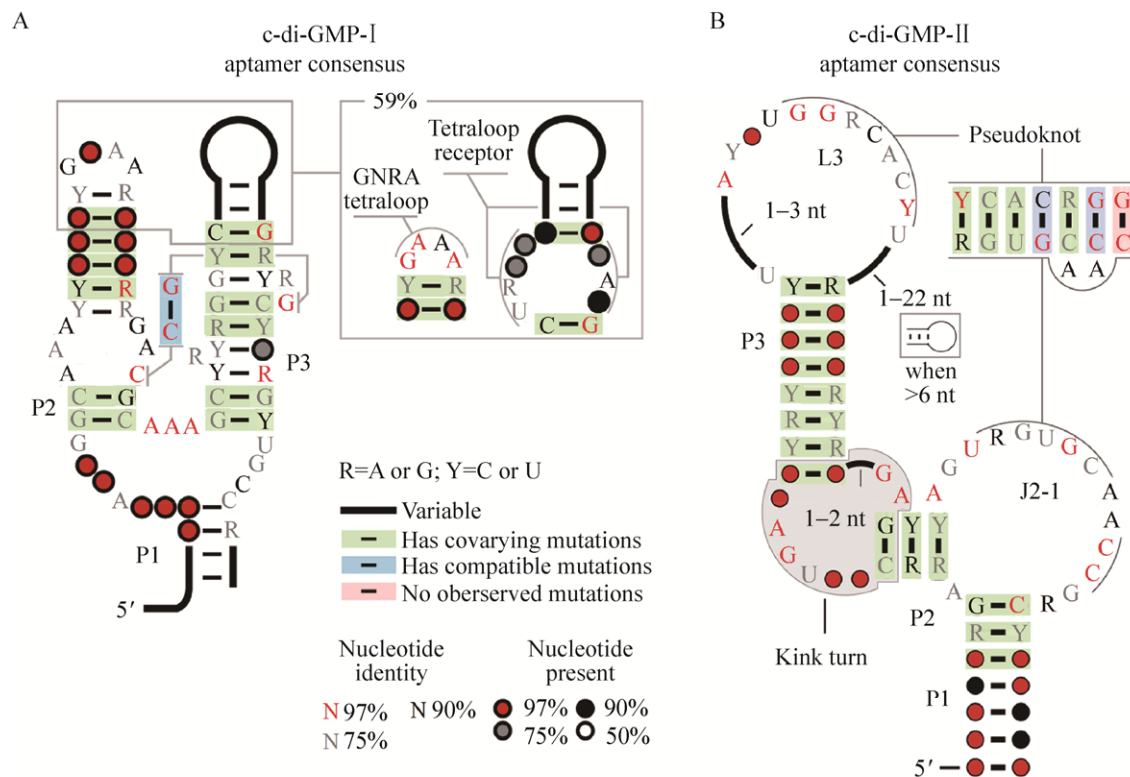 A
c-di-GMP-I
aptamer consensus
B
c-di-GMP-II
aptamer consensus
59%
Tetraloop
receptor
GNRA
tetraloop
G A A
Y R
Y R
Y R
A G
A A
A C
C G
G C
P2
AAA
G
A
P1
5′
G
C
C G
Y R
G Y R
G C G
R Y
R Y
Y R
C G
G Y
P3
U
G
C
C
R
G A A A
Y R
R U
A
C G
R=A or G; Y=C or U
Variable
Has covarying mutations
Has compatible mutations
No oberserved mutations
Nucleotide
identity
Nucleotide
present
N 97%
N 90%
N 75%
97%
90%
75%
50%
A Y U G G R C A C Y U
L3
1–3 nt
U
Y R
1–22 nt
when
>6 nt
Pseudoknot
Y C A C R G G
R G U G C C C
A A
P3
Y R
R Y
Y R
G A A
1–2 nt
A G U
G Y Y
C R R
Kink turn
P2
G U R G U G C A A C C G R
J2-1
A
G C
R Y
P1
5′